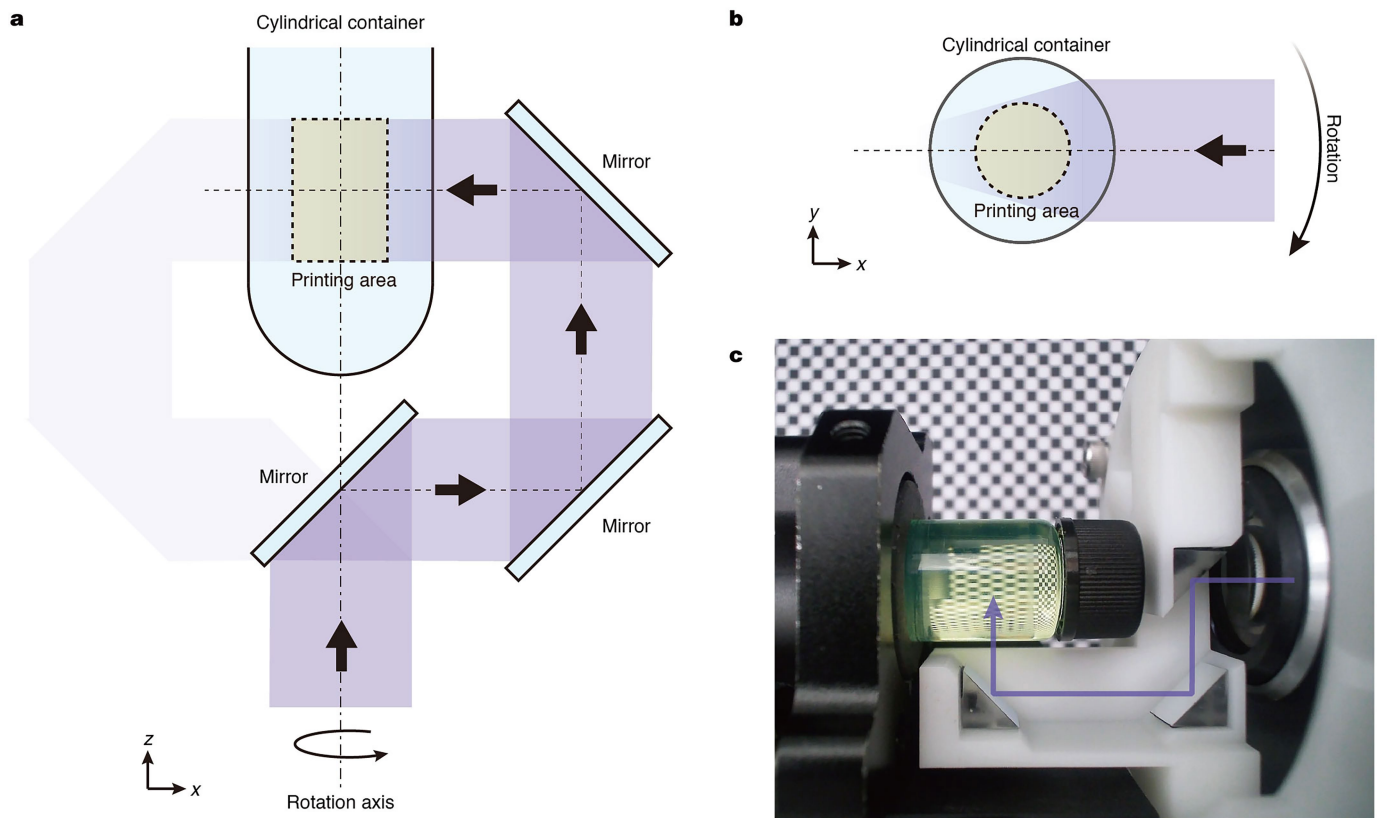 a
Cylindrical container
Mirror
Printing area
Mirror
Mirror
z
x
Rotation axis
b
Cylindrical container
Rotation
Printing area
y
x
c